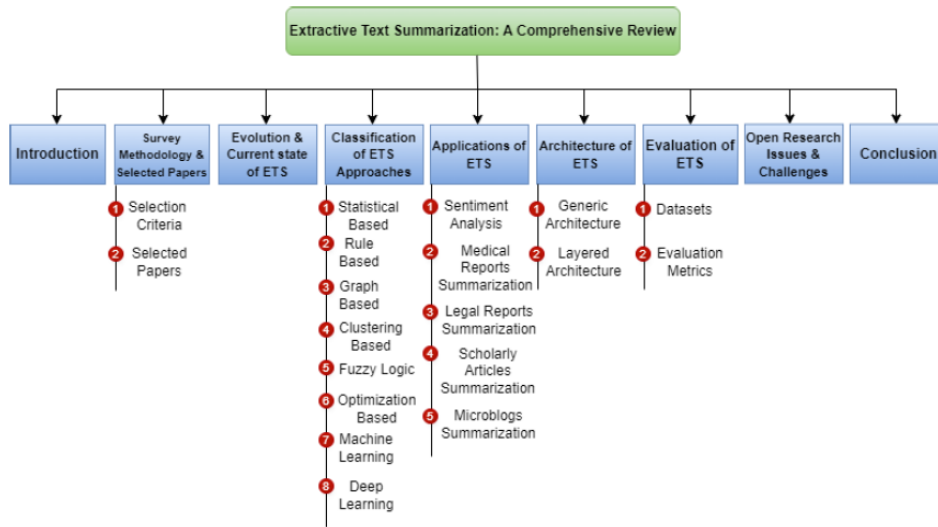 Extractive Text Summarization: A Comprehensive Review
Introduction
Survey
Methodology &
Selected Papers
Evolution &
Current state
of ETS
Classification
of ETS
Approaches
Applications of
ETS
Architecture of
ETS
Evaluation of
ETS
Open Research
Issues &
Challenges
Conclusion
1 Selection
Criteria
2 Selected
Papers
1 Statistical
Based
2 Rule
Based
3 Graph
Based
4 Clustering
Based
5 Fuzzy Logic
6 Optimization
Based
7 Machine
Learning
8 Deep
Learning
1 Sentiment
Analysis
2 Medical
Reports
Summarization
3 Legal Reports
Summarization
4 Scholarly
Articles
Summarization
5 Microblogs
Summarization
1 Generic
Architecture
2 Layered
Architecture
1 Datasets
2 Evaluation
Metrics